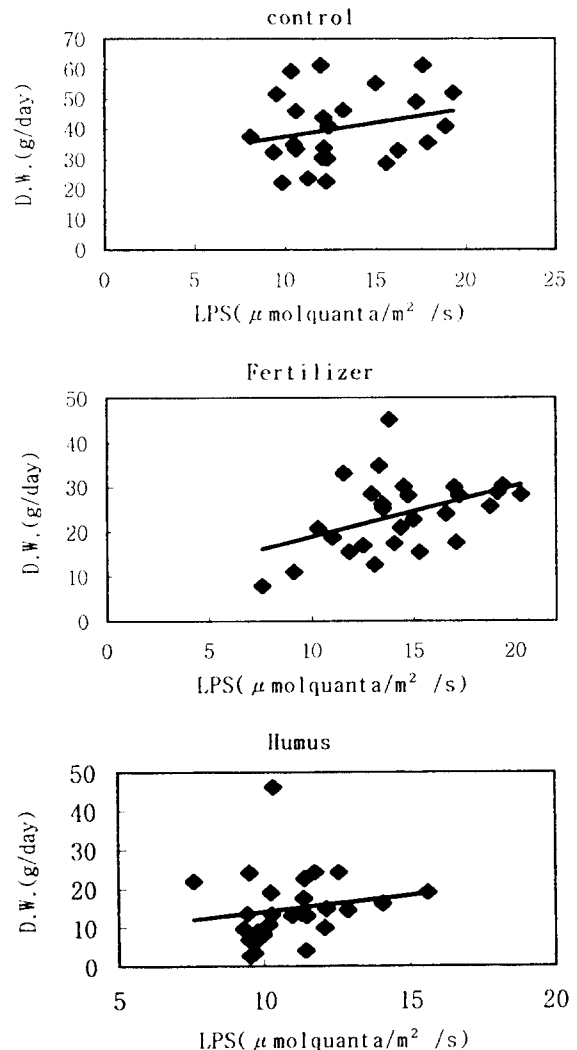 control
70
60
50
40
30
20
10
0
D.W.(g/day)
0 5 10 15 20 25
LPS(μmolquanta/m² /s)
Fertilizer
50
40
30
20
10
0
D.W.(g/day)
0 5 10 15 20
LPS(μmolquanta/m² /s)
Humus
50
40
30
20
10
0
D.W.(g/day)
5 10 15 20
LPS(μmolquanta/m² /s)